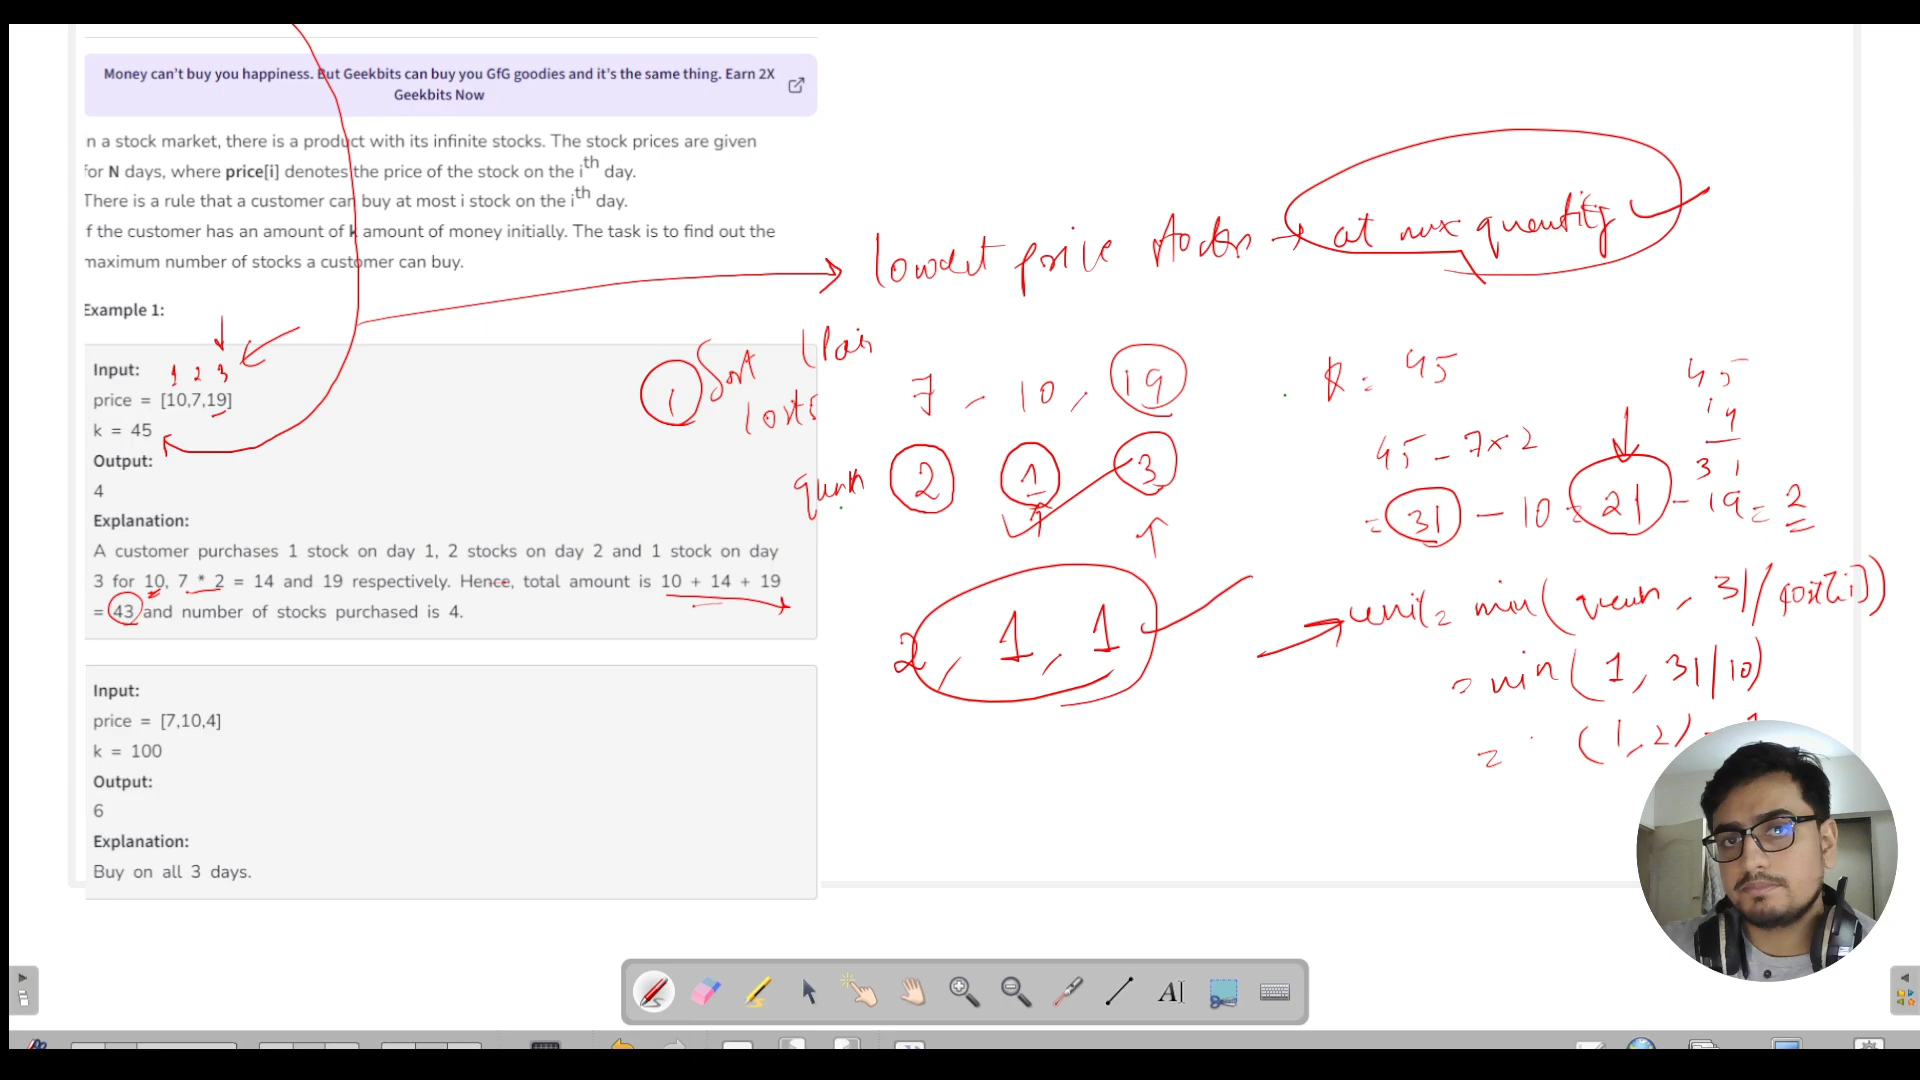 Money can't buy you happiness. But Geekbits can buy you GfG goodies and it's the same thing. Earn 2X
Geekbits Now
n a stock market, there is a product with its infinite stocks. The stock prices are given
for N days, where price[i] denotes the price of the stock on the ith day.
There is a rule that a customer can buy at most i stock on the ith day.
f the customer has an amount of k amount of money initially. The task is to find out the
maximum number of stocks a customer can buy.
Example 1:
Input:
1 2 3
price = [10,7,19]
k = 45
Output:
4
Explanation:
A customer purchases 1 stock on day 1, 2 stocks on day 2 and 1 stock on day
3 for 10, 7 * 2 = 14 and 19 respectively. Hence, total amount is 10 + 14 + 19
= 43 and number of stocks purchased is 4.
Input:
price = [7,10,4]
k = 100
Output:
6
Explanation:
Buy on all 3 days.
lowest price stocks → at max quantity
1 Sort (Pair
7, 10, 19
2 1 3
2, 1, 1
k = 45
45 - 7x2
= 31 - 10 = 21 - 19 = 2
45
14
31
unit = min(quan, 31/cost[i])
= min(1, 31/10)
= (1,2)
A